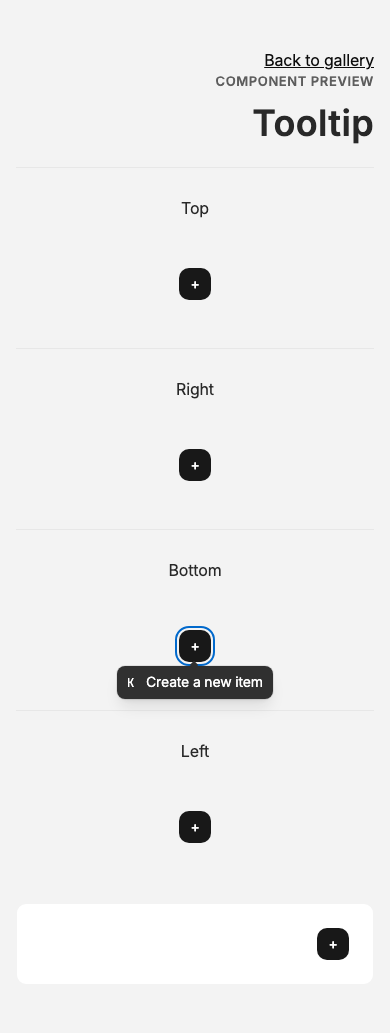 Back to gallery
COMPONENT PREVIEW
Tooltip
Top
+
Right
+
Bottom
+
K Create a new item
Left
+
+